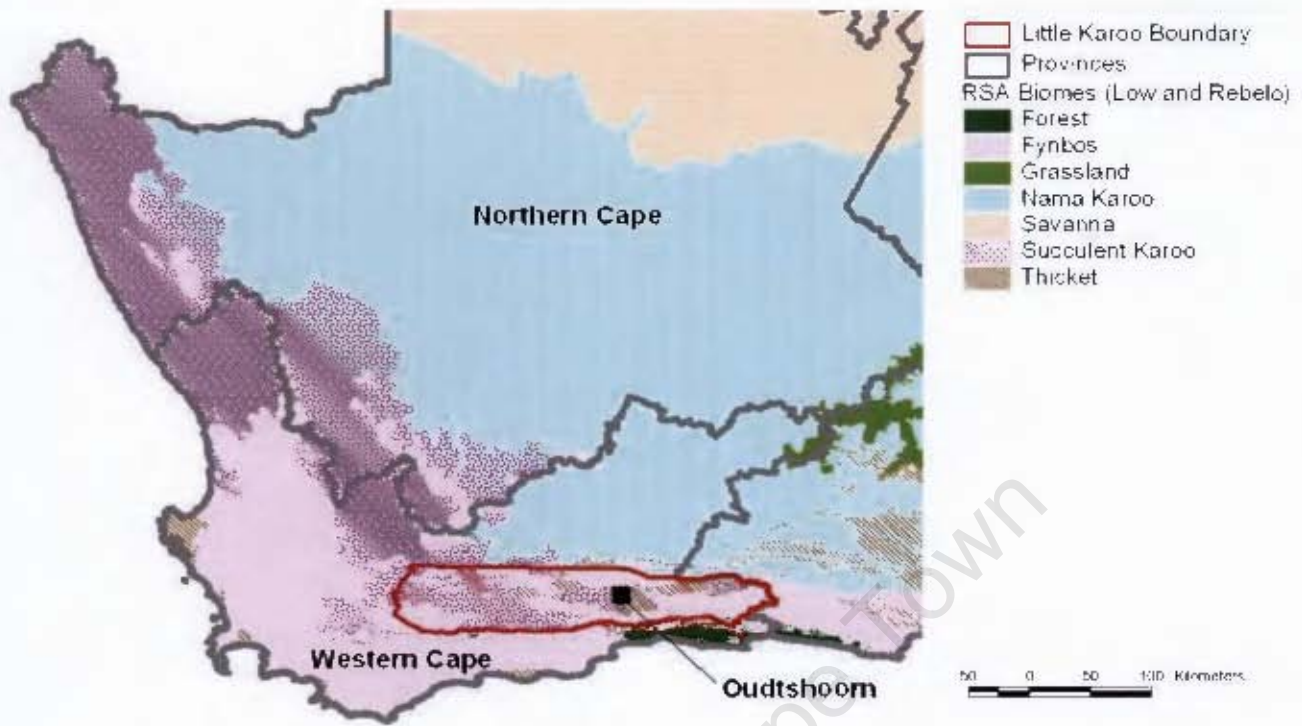 Little Karoo Boundary
Provinces
RSA Biomes (Low and Rebelo)
Forest
Fynbos
Grassland
Nama Karoo
Savanna
Succulent Karoo
Thicket
Northern Cape
Western Cape
Oudtshoorn
50 0 50 100 Kilometers
Town